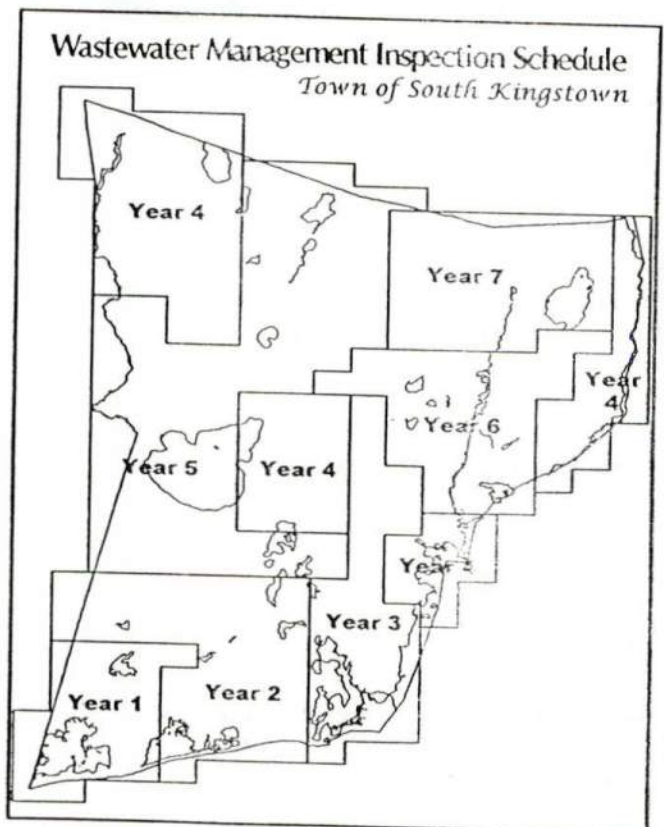 Wastewater Management Inspection Schedule
Town of South Kingstown
Year 4
Year 7
Year 4
Year 6
Year 5
Year 4
Year
Year 3
Year 2
Year 1